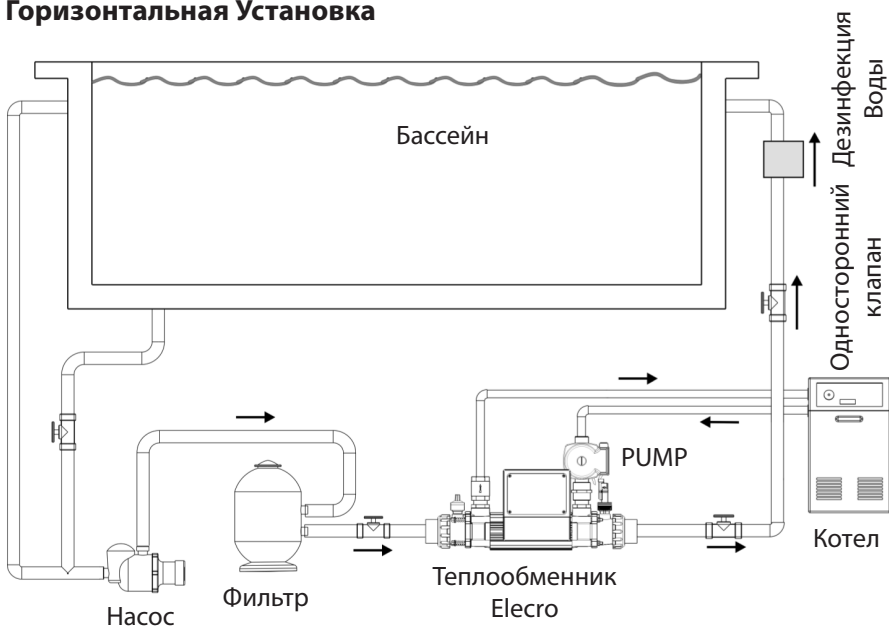 Горизонтальная Установка
Бассейн
Дезинфекция
Воды
Односторонний
клапан
PUMP
Котел
Теплообменник
Elecro
Фильтр
Насос